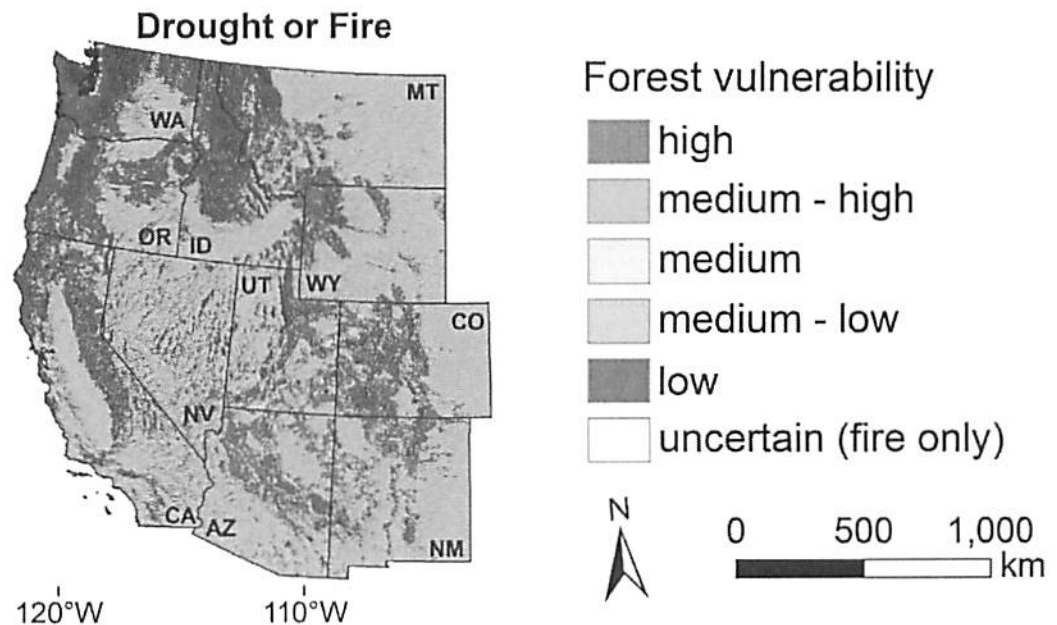 Drought or Fire
MT
WA
OR
ID
UT
WY
CO
NV
CA
AZ
NM
120°W
110°W
Forest vulnerability
high
medium - high
medium
medium - low
low
uncertain (fire only)
N
0 500 1,000
km